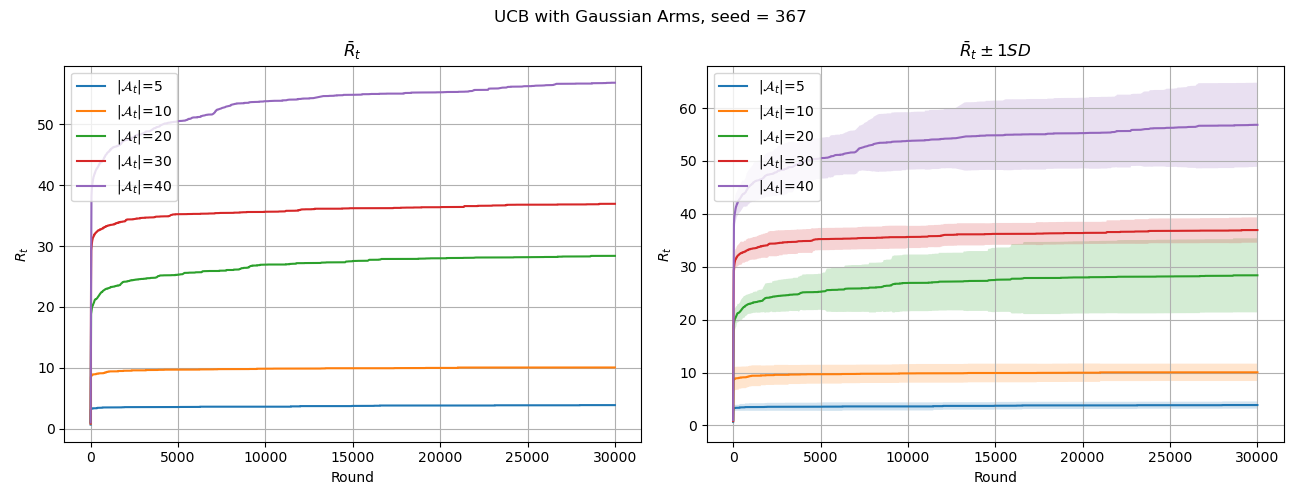 UCB with Gaussian Arms, seed = 367
R̄ₜ
Rₜ
50
40
30
20
10
0
|𝒜ₜ|=5
|𝒜ₜ|=10
|𝒜ₜ|=20
|𝒜ₜ|=30
|𝒜ₜ|=40
0 5000 10000 15000 20000 25000 30000
Round
R̄ₜ ± 1SD
Rₜ
60
50
40
30
20
10
0
|𝒜ₜ|=5
|𝒜ₜ|=10
|𝒜ₜ|=20
|𝒜ₜ|=30
|𝒜ₜ|=40
0 5000 10000 15000 20000 25000 30000
Round